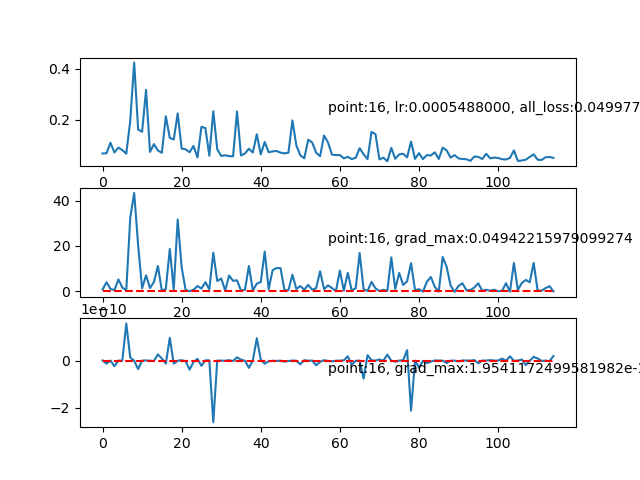 0.4
0.2
point:16, lr:0.0005488000, all_loss:0.049977
0 20 40 60 80 100
40
20
0
point:16, grad_max:0.04942215979099274
0 20 40 60 80 100
1e−10
0
−2
point:16, grad_max:1.9541172499581982e-
0 20 40 60 80 100